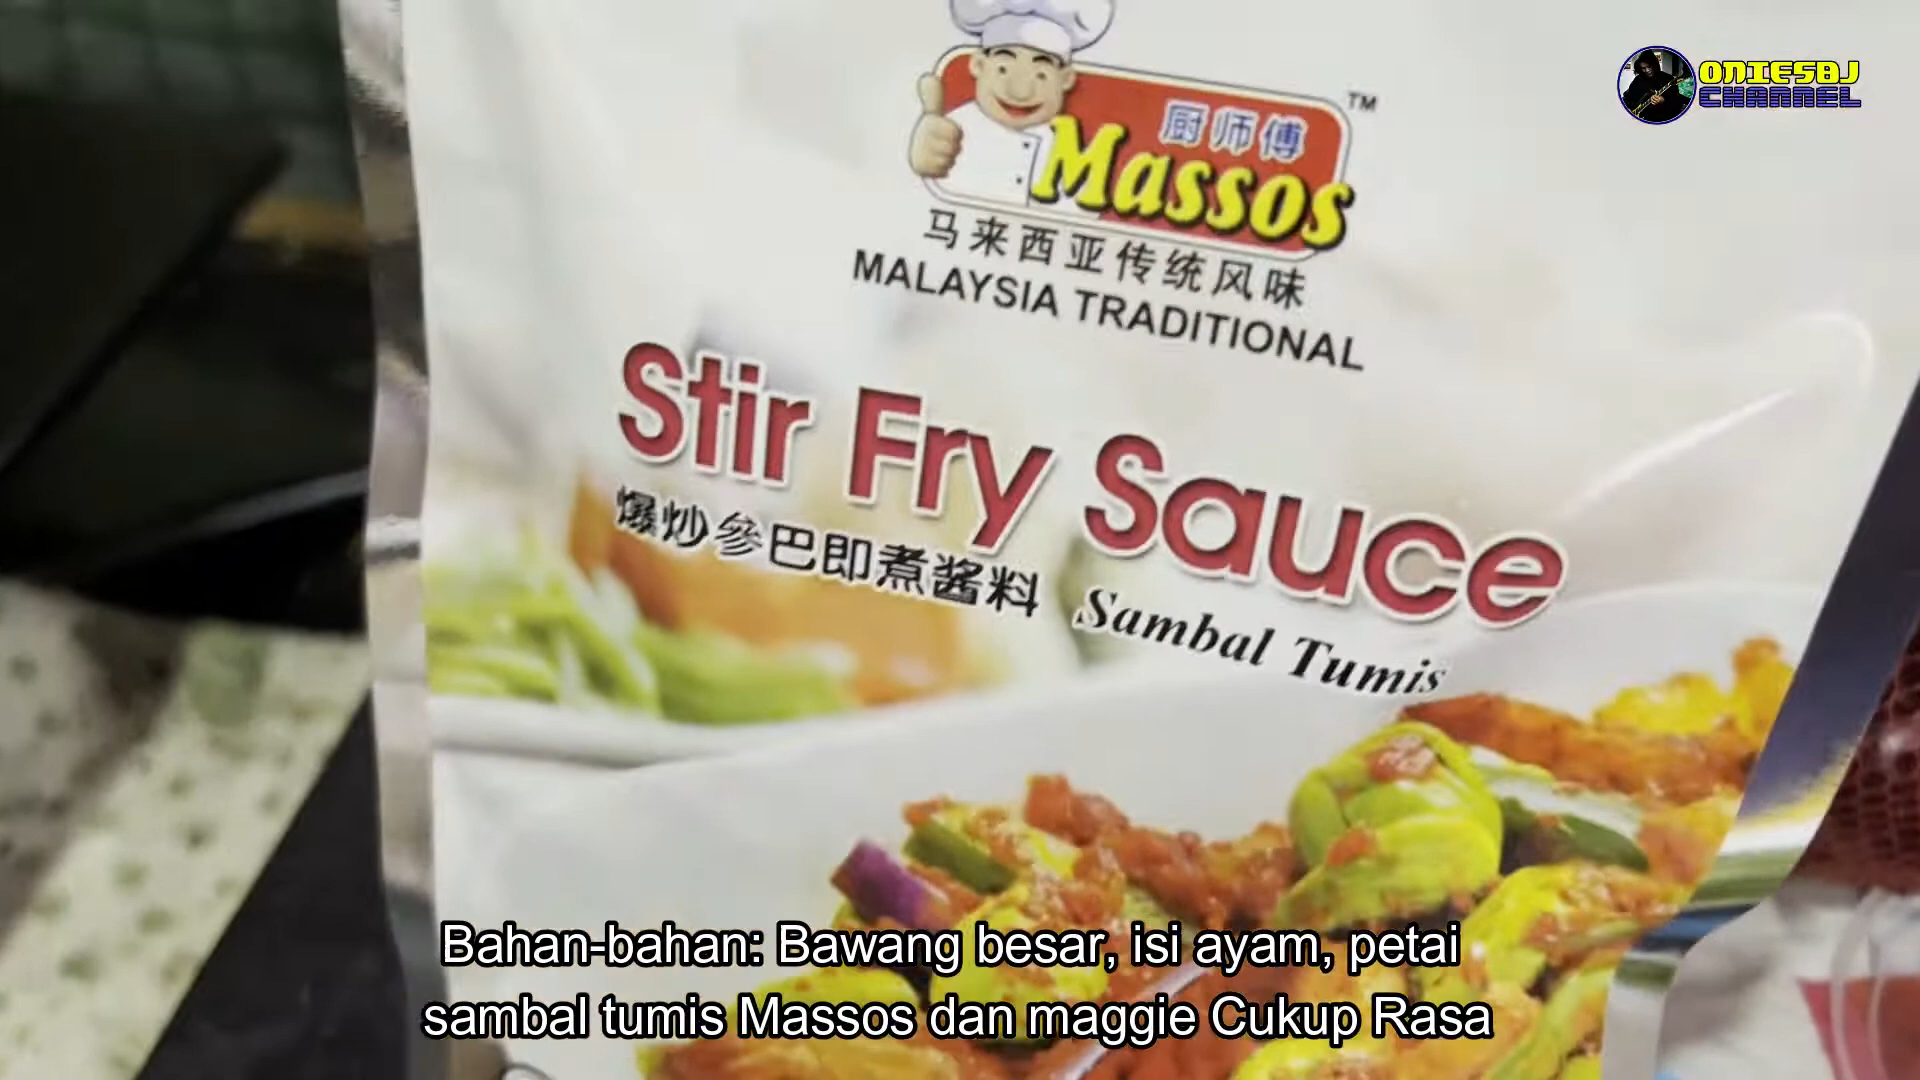 ONIESBJ
CHANNEL
厨师傅
TM
Massos
马来西亚传统风味
MALAYSIA TRADITIONAL
Stir Fry Sauce
爆炒參巴即煮酱料
Sambal Tumis
Bahan-bahan: Bawang besar, isi ayam, petai
sambal tumis Massos dan maggie Cukup Rasa